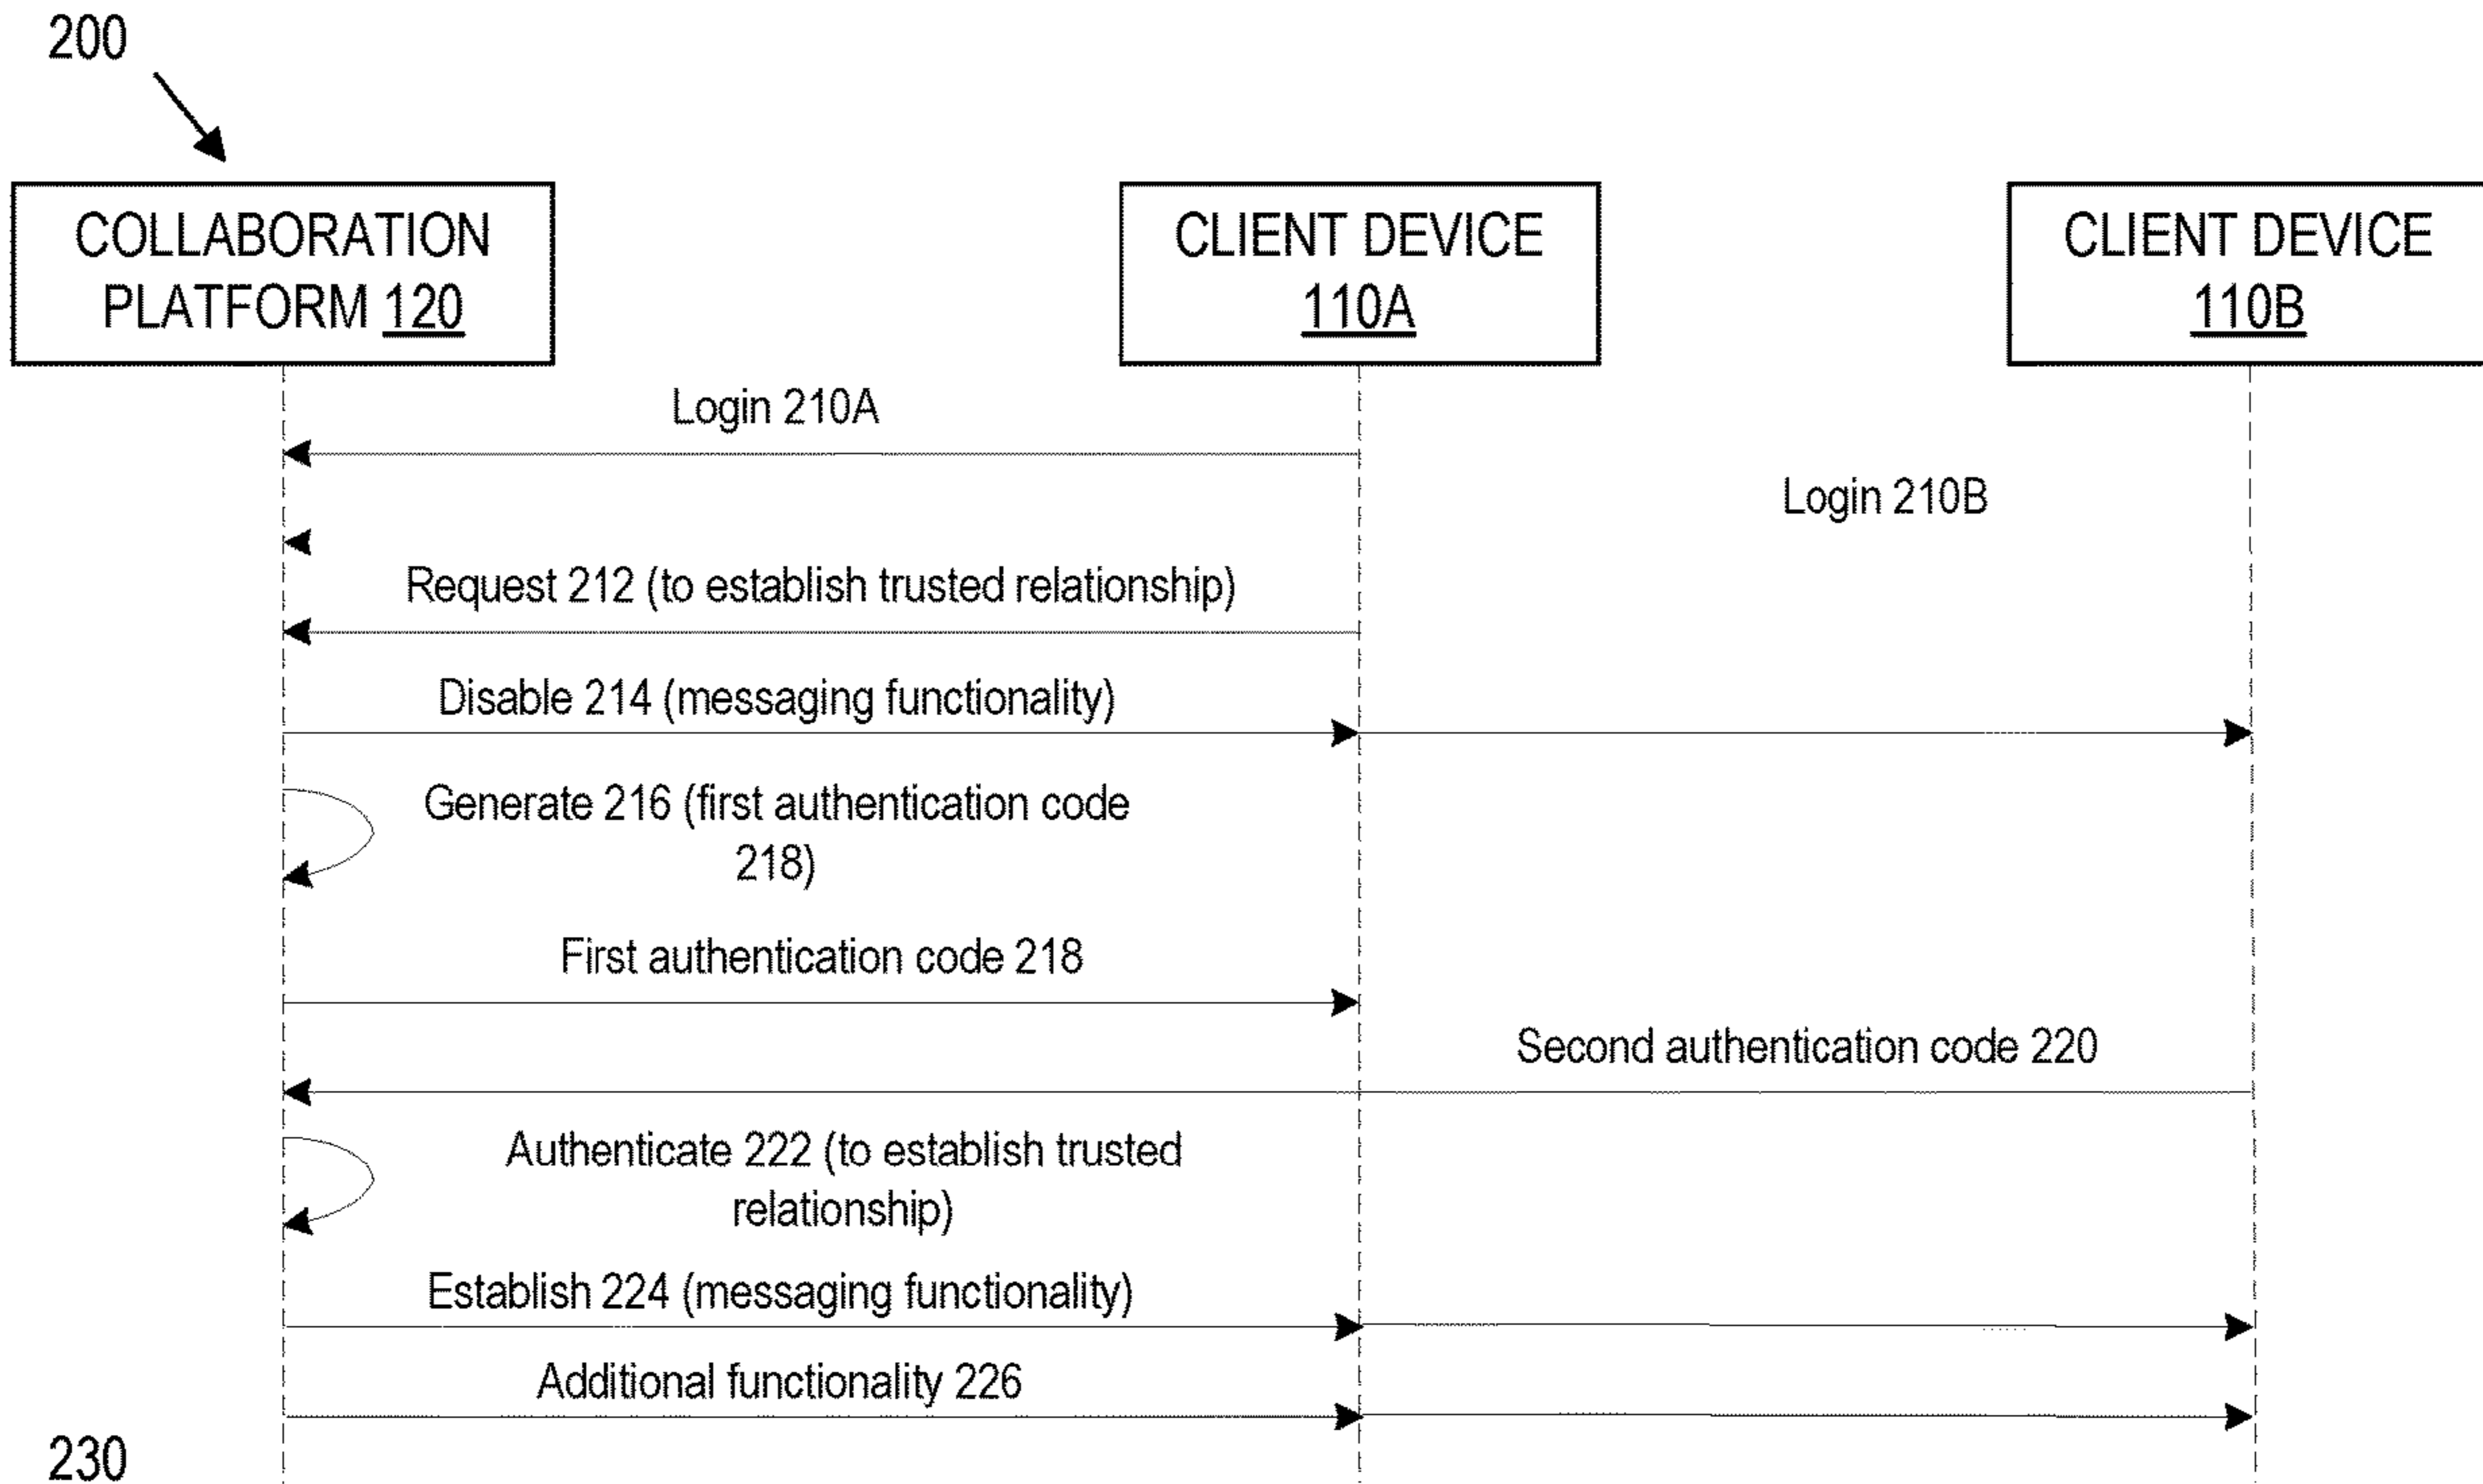 200
COLLABORATION
PLATFORM 120
CLIENT DEVICE
110A
CLIENT DEVICE
110B
Login 210A
Login 210B
Request 212 (to establish trusted relationship)
Disable 214 (messaging functionality)
Generate 216 (first authentication code
218)
First authentication code 218
Second authentication code 220
Authenticate 222 (to establish trusted
relationship)
Establish 224 (messaging functionality)
Additional functionality 226
230